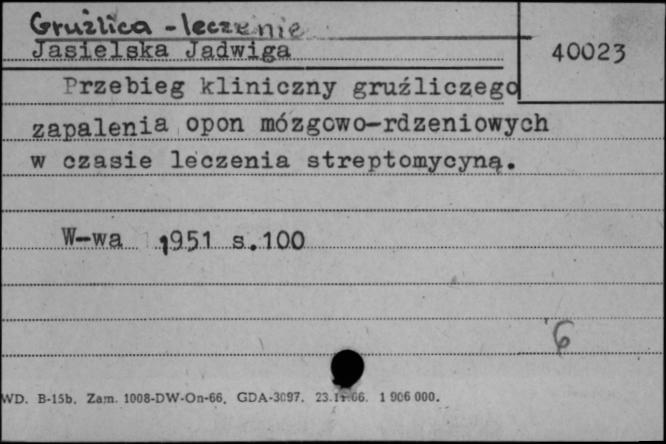 Gruźlica - leczenie
Jasielska Jadwiga
40023
Przebieg kliniczny gruźliczego
zapalenia opon mózgowo-rdzeniowych
w czasie leczenia streptomycyną.
W-wa 1951 s.100
6
WD. B-15b. Zam. 1008-DW-On-66. GDA-3097. 23.11.66. 1 906 000.